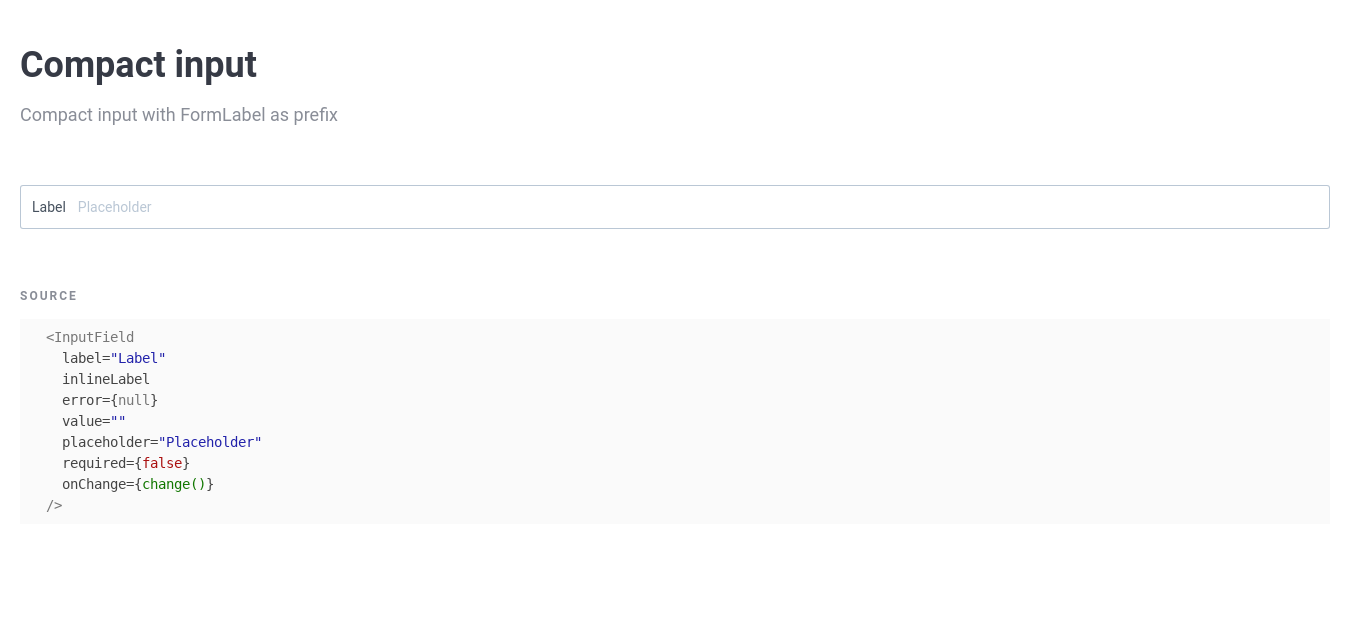 Compact input
Compact input with FormLabel as prefix
Label Placeholder
SOURCE
<InputField
label="Label"
inlineLabel
error={null}
value=""
placeholder="Placeholder"
required={false}
onChange={change()}
/>